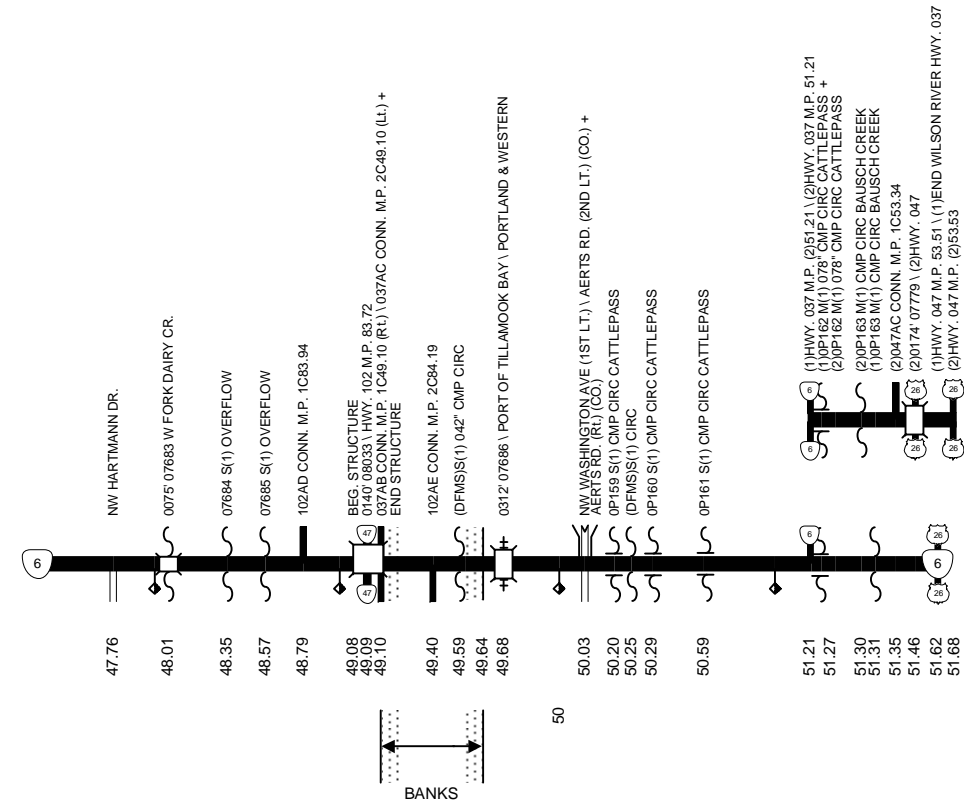 NW HARTMANN DR.
0075' 07683 W FORK DAIRY CR.
07684 S(1) OVERFLOW
07685 S(1) OVERFLOW
102AD CONN. M.P. 1C83.94
BEG. STRUCTURE
0140' 08033 \ HWY. 102 M.P. 83.72
037AB CONN. M.P. 1C49.10 (Rt.) \ 037AC CONN. M.P. 2C49.10 (Lt.) +
END STRUCTURE
102AE CONN. M.P. 2C84.19
(DFMS)S(1) 042" CMP CIRC
0312' 07686 \ PORT OF TILLAMOOK BAY \ PORTLAND & WESTERN
NW WASHINGTON AVE (1ST LT.) \ AERTS RD. (2ND LT.) (CO.) +
AERTS RD. (Rt.) (CO.)
0P159 S(1) CMP CIRC CATTLEPASS
(DFMS)S(1) CIRC
0P160 S(1) CMP CIRC CATTLEPASS
0P161 S(1) CMP CIRC CATTLEPASS
(1)HWY. 037 M.P. (2)51.21 \ (2)HWY. 037 M.P. 51.21
(1)0P162 M(1) 078" CMP CIRC CATTLEPASS +
(2)0P162 M(1) 078" CMP CIRC CATTLEPASS
(2)0P163 M(1) CMP CIRC BAUSCH CREEK
(1)0P163 M(1) CMP CIRC BAUSCH CREEK
(2)047AC CONN. M.P. 1C53.34
(2)0174' 07779 \ (2)HWY. 047
(1)HWY. 047 M.P. 53.51 \ (1)END WILSON RIVER HWY. 037
(2)HWY. 047 M.P. (2)53.53
6
6
26
26
6
6
26
26
6
47
47
6
26
6
26
47.76
48.01
48.35
48.57
48.79
49.08
49.09
49.10
49.40
49.59
49.64
49.68
50.03
50.20
50.25
50.29
50.59
51.21
51.27
51.30
51.31
51.35
51.46
51.62
51.68
50
BANKS